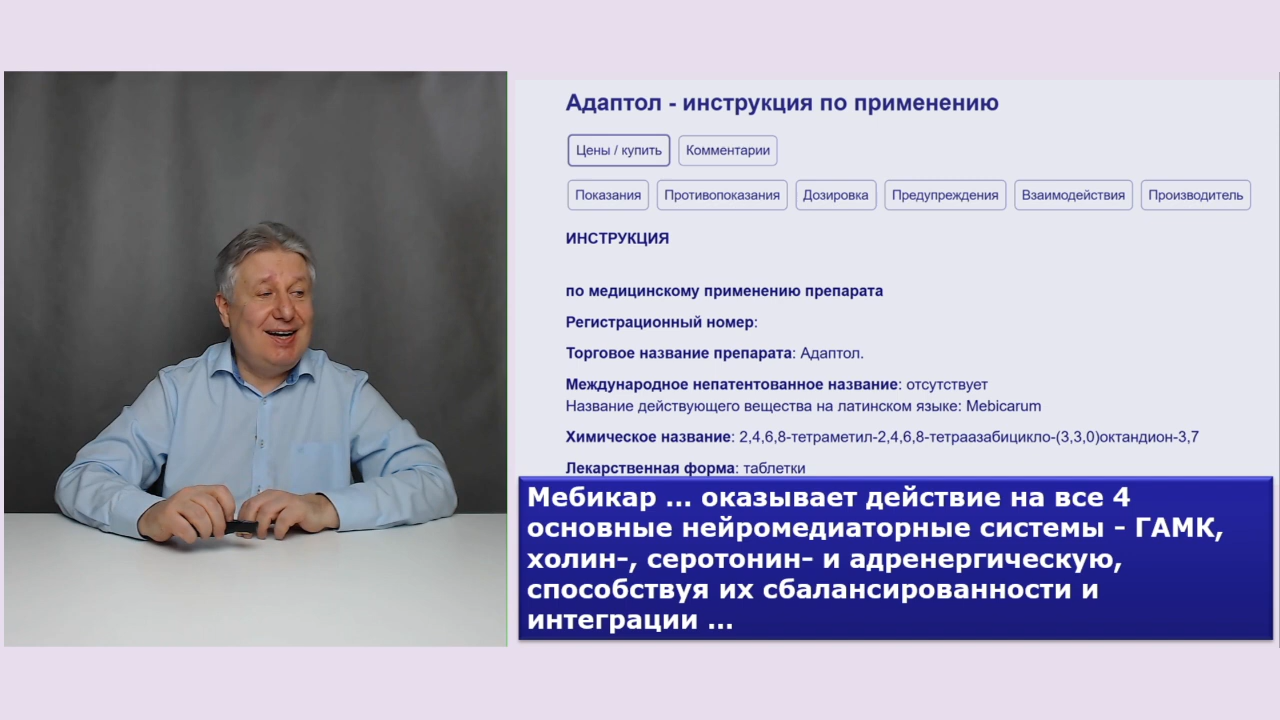 Адаптол - инструкция по применению
Цены / купить Комментарии
Показания Противопоказания Дозировка Предупреждения Взаимодействия Производитель
ИНСТРУКЦИЯ
по медицинскому применению препарата
Регистрационный номер:
Торговое название препарата: Адаптол.
Международное непатентованное название: отсутствует
Название действующего вещества на латинском языке: Mebicarum
Химическое название: 2,4,6,8-тетраметил-2,4,6,8-тетраазабицикло-(3,3,0)октандион-3,7
Лекарственная форма: таблетки
Мебикар ... оказывает действие на все 4
основные нейромедиаторные системы - ГАМК,
холин-, серотонин- и адренергическую,
способствуя их сбалансированности и
интеграции ...